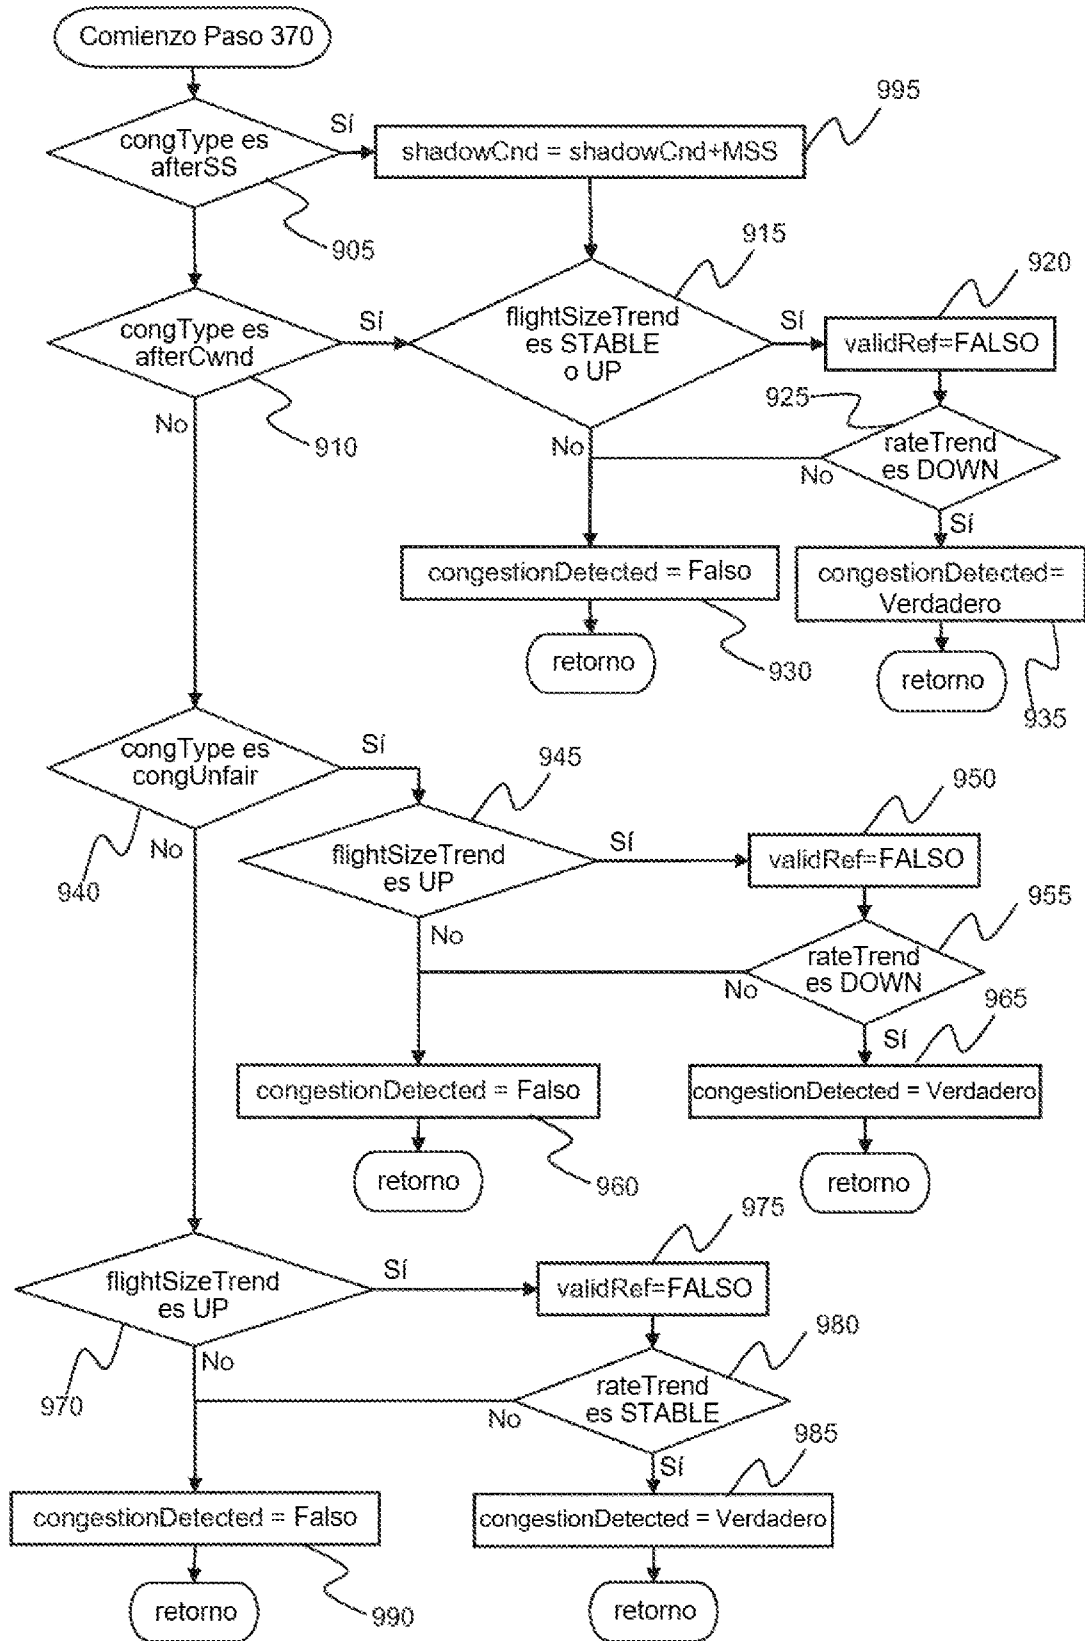 Comienzo Paso 370
congType es
afterSS
Sí
shadowCnd = shadowCnd+MSS
995
905
congType es
afterCwnd
Sí
910
No
flightSizeTrend
es STABLE
o UP
915
Sí
No
validRef=FALSO
920
925
rateTrend
es DOWN
No
Sí
congestionDetected = Falso
930
retorno
congestionDetected=
Verdadero
935
retorno
congType es
congUnfair
Sí
940
No
945
flightSizeTrend
es UP
Sí
No
950
validRef=FALSO
955
rateTrend
es DOWN
No
Sí
965
congestionDetected = Falso
960
retorno
congestionDetected = Verdadero
retorno
flightSizeTrend
es UP
Sí
970
No
975
validRef=FALSO
980
rateTrend
es STABLE
No
Sí
985
congestionDetected = Falso
990
retorno
congestionDetected = Verdadero
retorno